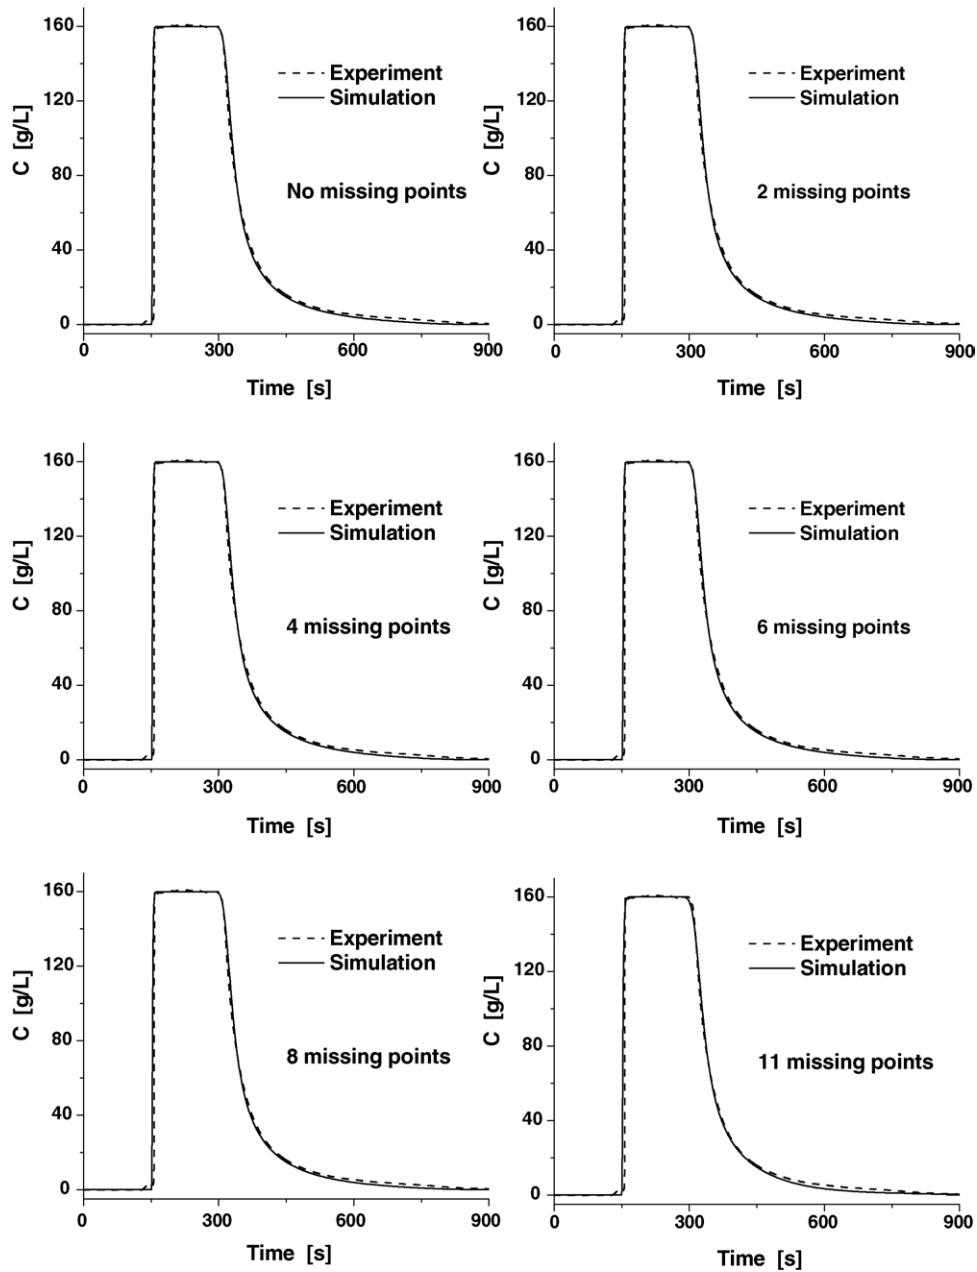 160
120
80
40
0
C [g/L]
Experiment
Simulation
No missing points
0 300 600 900
Time [s]
160
120
80
40
0
C [g/L]
Experiment
Simulation
2 missing points
0 300 600 900
Time [s]
160
120
80
40
0
C [g/L]
Experiment
Simulation
4 missing points
0 300 600 900
Time [s]
160
120
80
40
0
C [g/L]
Experiment
Simulation
6 missing points
0 300 600 900
Time [s]
160
120
80
40
0
C [g/L]
Experiment
Simulation
8 missing points
0 300 600 900
Time [s]
160
120
80
40
0
C [g/L]
Experiment
Simulation
11 missing points
0 300 600 900
Time [s]